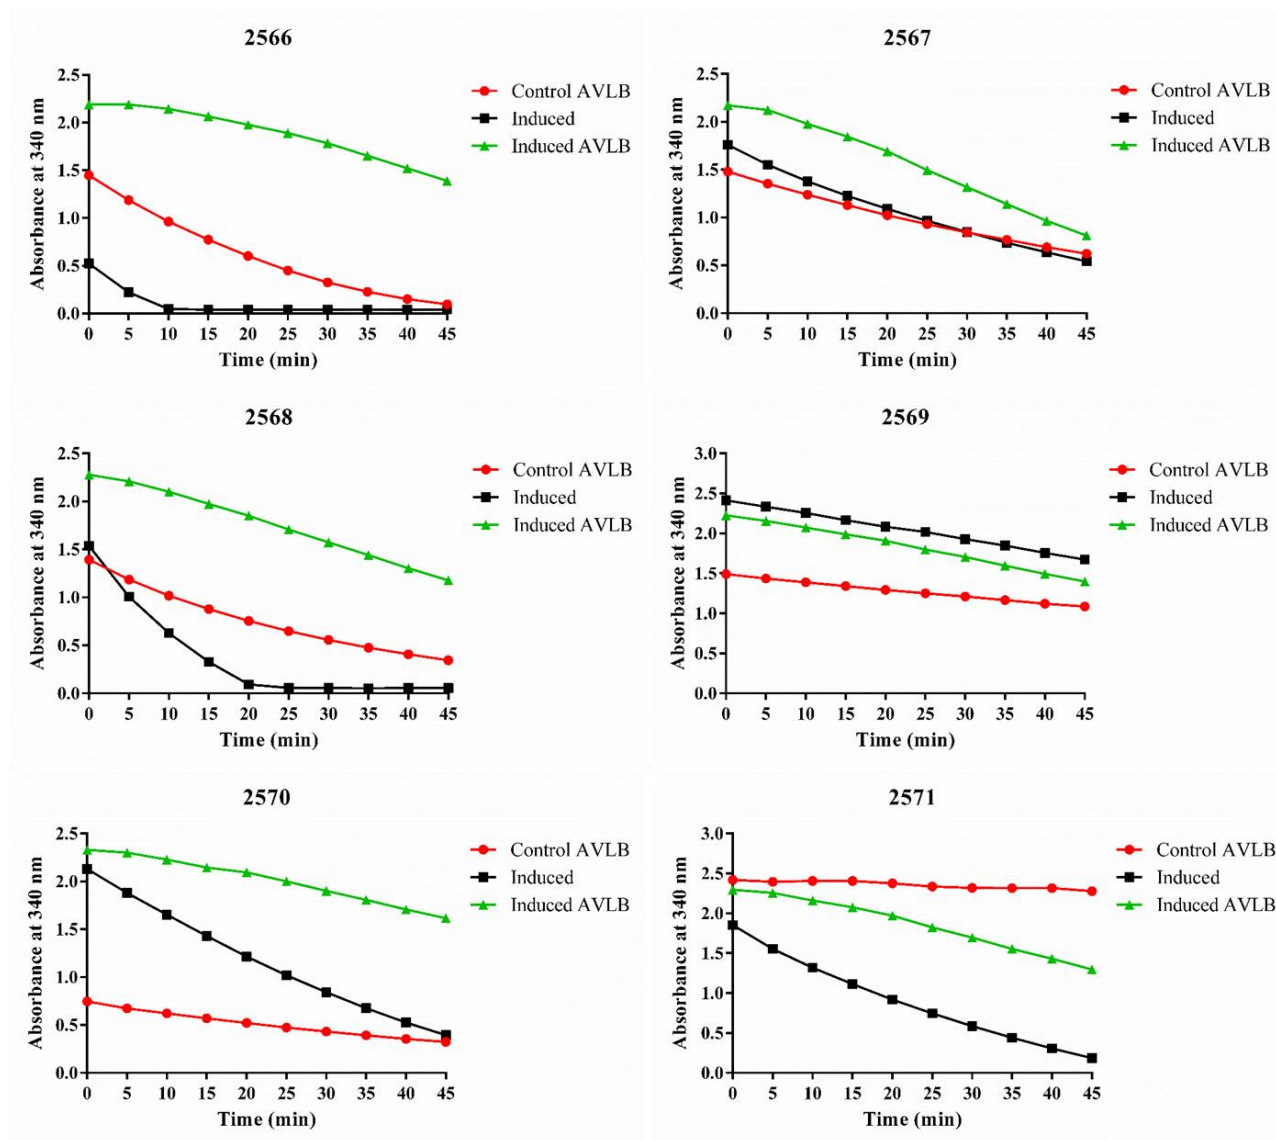 2566
2.5
2.0
1.5
1.0
0.5
0.0
Absorbance at 340 nm
0 5 10 15 20 25 30 35 40 45
Time (min)
Control AVLB
Induced
Induced AVLB
2567
2.5
2.0
1.5
1.0
0.5
0.0
Absorbance at 340 nm
0 5 10 15 20 25 30 35 40 45
Time (min)
Control AVLB
Induced
Induced AVLB
2568
2.5
2.0
1.5
1.0
0.5
0.0
Absorbance at 340 nm
0 5 10 15 20 25 30 35 40 45
Time (min)
Control AVLB
Induced
Induced AVLB
2569
3.0
2.5
2.0
1.5
1.0
0.5
0.0
Absorbance at 340 nm
0 5 10 15 20 25 30 35 40 45
Time (min)
Control AVLB
Induced
Induced AVLB
2570
2.5
2.0
1.5
1.0
0.5
0.0
Absorbance at 340 nm
0 5 10 15 20 25 30 35 40 45
Time (min)
Control AVLB
Induced
Induced AVLB
2571
3.0
2.5
2.0
1.5
1.0
0.5
0.0
Absorbance at 340 nm
0 5 10 15 20 25 30 35 40 45
Time (min)
Control AVLB
Induced
Induced AVLB